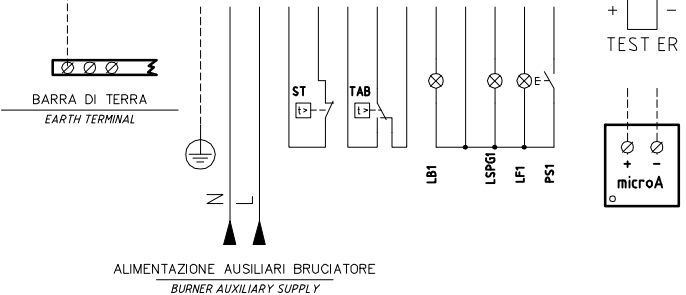 + −
TEST ER
BARRA DI TERRA
EARTH TERMINAL
ST
t>
TAB
t>
E
LB1
LSPG1
LF1
PS1
+ −
microA
N
L
ALIMENTAZIONE AUSILIARI BRUCIATORE
BURNER AUXILIARY SUPPLY